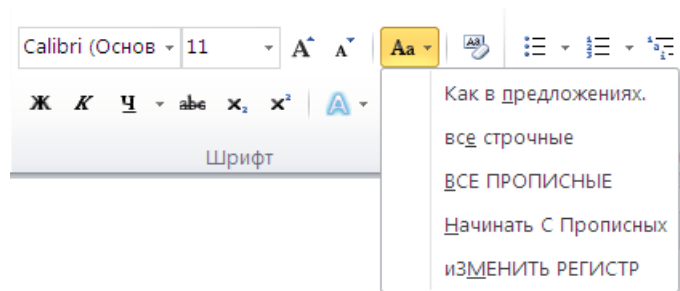 Calibri (Основ 11 А А Aa
Ж К Ч abc x₂ x² A
Шрифт
Как в предложениях.
все строчные
ВСЕ ПРОПИСНЫЕ
Начинать С Прописных
иЗМЕНИТЬ РЕГИСТР